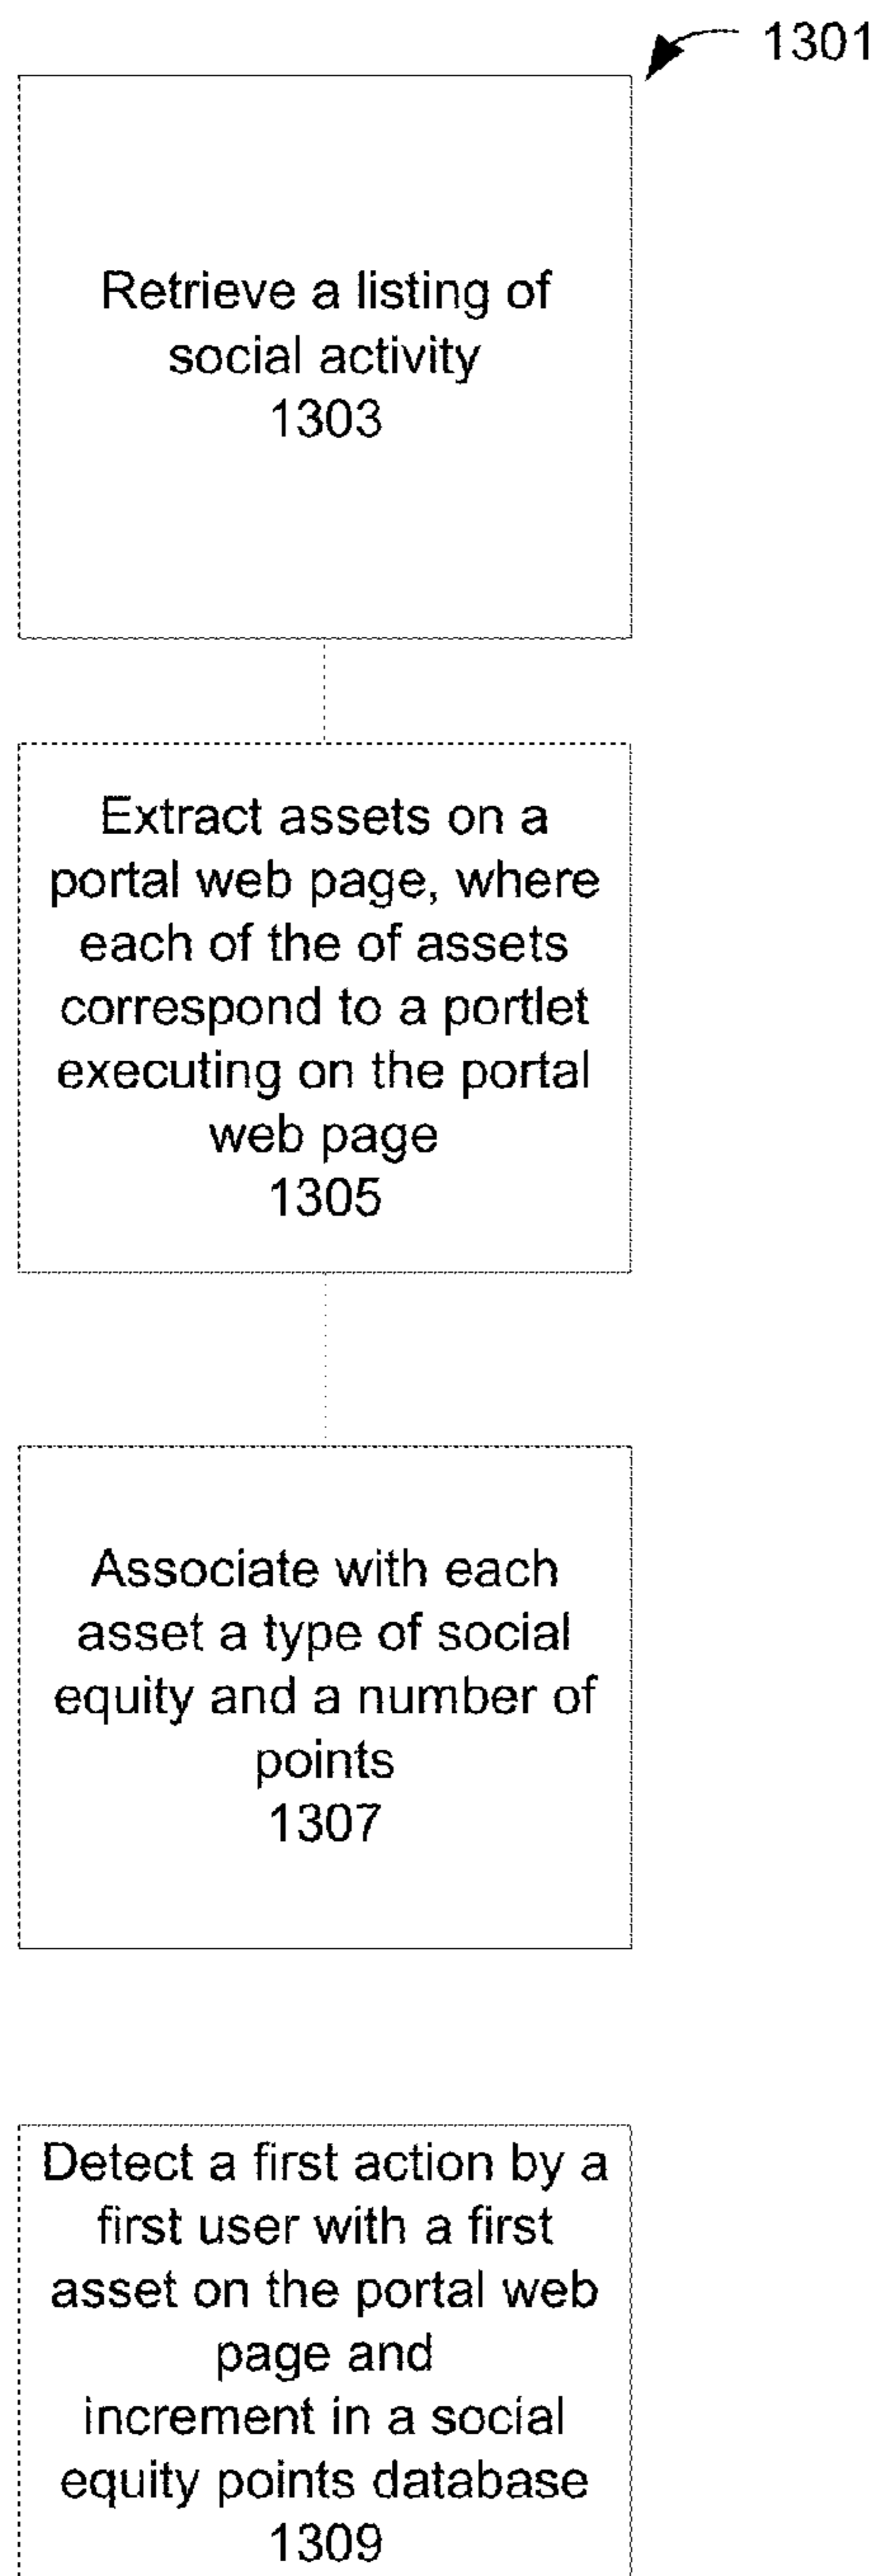 1301
Retrieve a listing of
social activity
1303
Extract assets on a
portal web page, where
each of the of assets
correspond to a portlet
executing on the portal
web page
1305
Associate with each
asset a type of social
equity and a number of
points
1307
Detect a first action by a
first user with a first
asset on the portal web
page and
increment in a social
equity points database
1309